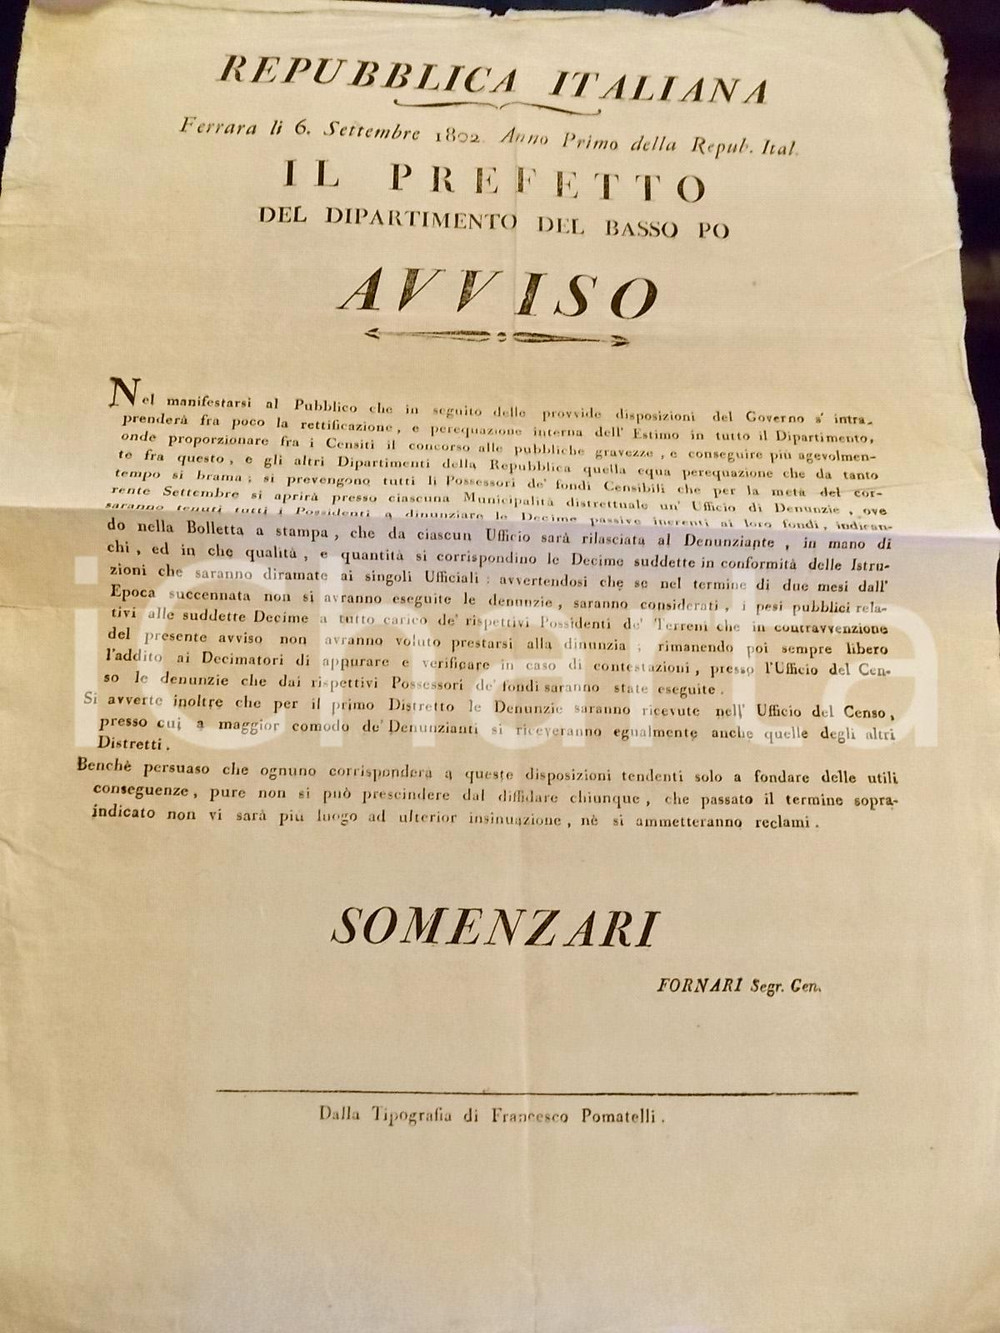 REPUBBLICA ITALIANA
Ferrara li 6. Settembre 1802 Anno Primo della Repub. Ital.
IL PREFETTO
DEL DIPARTIMENTO DEL BASSO PO
AVVISO
Nel manifestarsi al Pubblico che in seguito delle provvide disposizioni del Governo s' intra-
prenderà fra poco la rettificazione, e perequazione interna dell' Estimo in tutto il Dipartimento,
onde proporzionare fra i Censiti il concorso alle pubbliche gravezze, e conseguire più agevolmen-
te fra questo, e gli altri Dipartimenti della Repubblica quella equa perequazione che da tanto
tempo si brama; si prevengono tutti li Possessori de' fondi Censibili che per la metà del cor-
rente Settembre si aprirà presso ciascuna Municipalità distrettuale un' Ufficio di Denunzie, ove
saranno tenuti tutti i Possidenti a dinunziare le Decime passive inerenti ai loro fondi, indican-
do nella Bolletta a stampa, che da ciascun Ufficio sarà rilasciata al Denunziante, in mano di
chi, ed in che qualità, e quantità si corrispondino le Decime suddette in conformità delle Istru-
zioni che saranno diramate ai singoli Ufficiali; avvertendosi che se nel termine di due mesi dall'
Epoca succennata non si avranno eseguite le denunzie, saranno considerati, i pesi pubblici rela-
tivi alle suddette Decime a tutto carico de' rispettivi Possidenti de' Terreni che in contravvenzione
del presente avviso non avranno voluto prestarsi alla dinunzia; rimanendo poi sempre libero
l'addito ai Decimatori di appurare e verificare in caso di contestazioni, presso l'Ufficio del Cen-
so le denunzie che dai rispettivi Possessori de' fondi saranno state eseguite.
Si avverte inoltre che per il primo Distretto le Denunzie saranno ricevute nell' Ufficio del Censo,
presso cui a maggior comodo de' Denunzianti si riceveranno egualmente anche quelle degli altri
Distretti.
Benchè persuaso che ognuno corrisponderà a queste disposizioni tendenti solo a fondare delle utili
conseguenze, pure non si può prescindere dal diffidare chiunque, che passato il termine sopra-
indicato non vi sarà più luogo ad ulterior insinuazione, nè si ammetteranno reclami.
SOMENZARI
FORNARI Segr. Gen.
Dalla Tipografia di Francesco Pomatelli.
iCharta